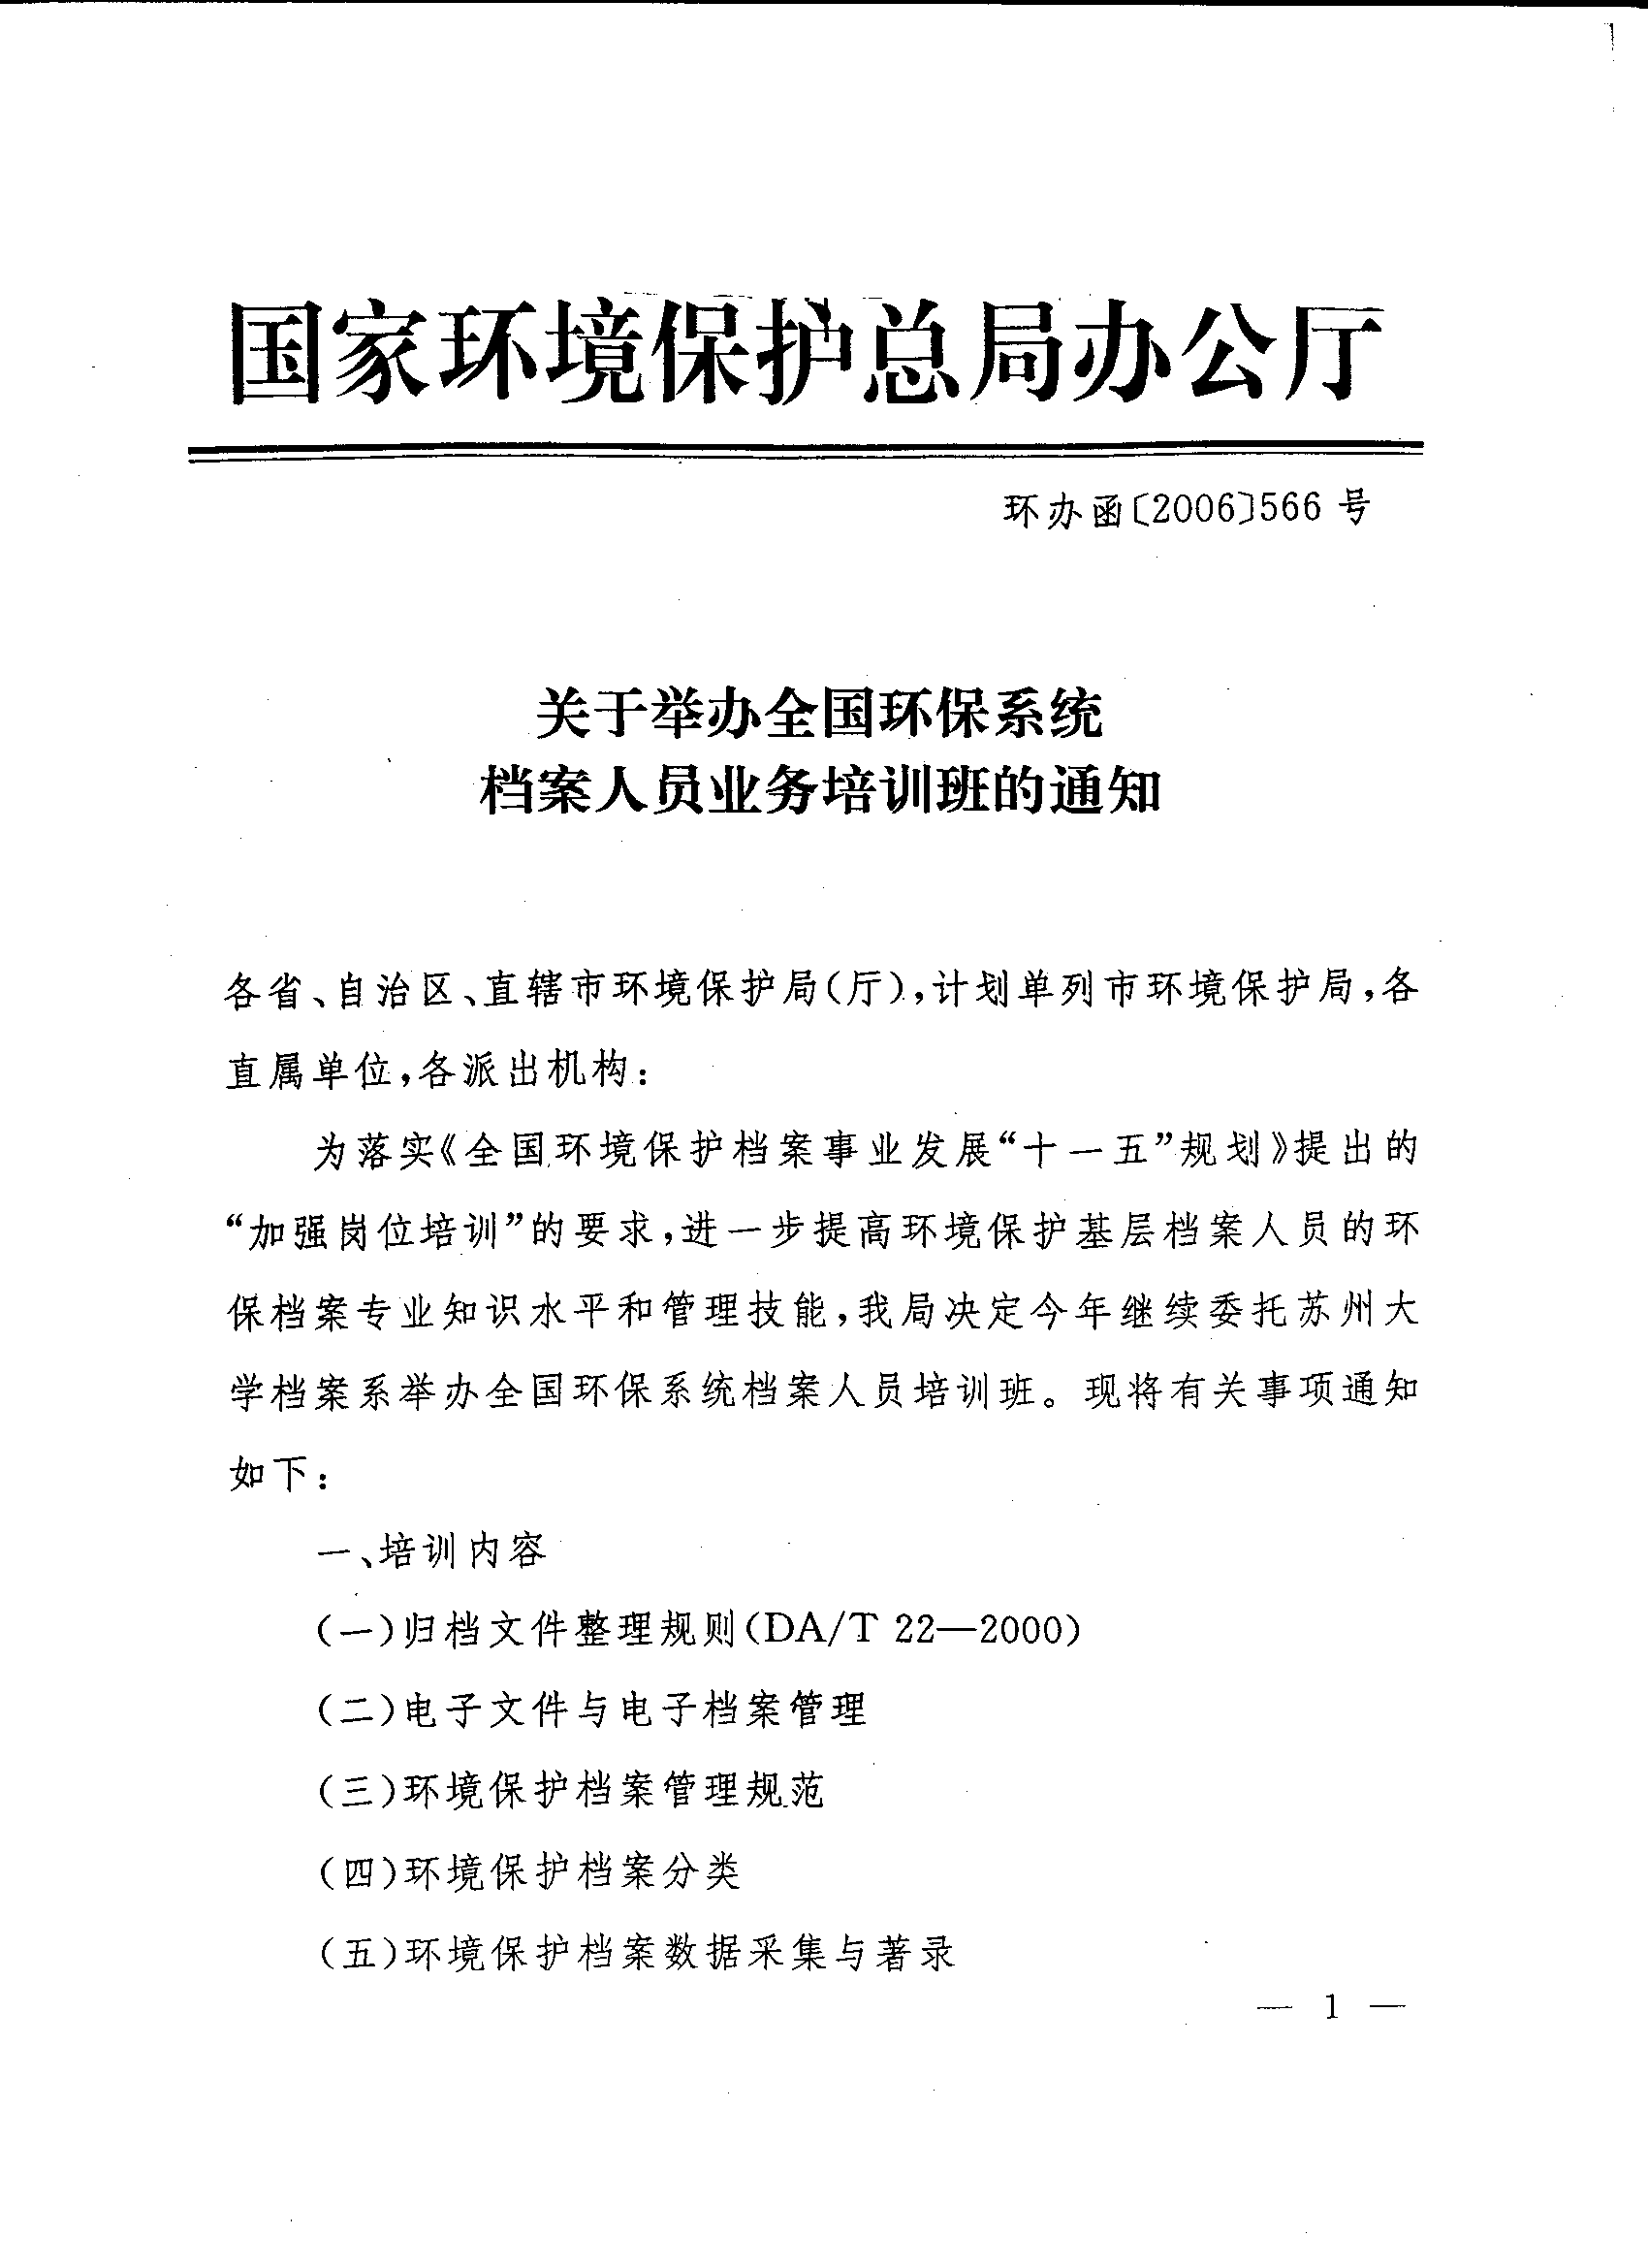 国家环境保护总局办公厅
环办函〔2006〕566 号
关于举办全国环保系统
档案人员业务培训班的通知
各省、自治区、直辖市环境保护局(厅),计划单列市环境保护局,各
直属单位,各派出机构:
为落实《全国环境保护档案事业发展“十一五”规划》提出的
“加强岗位培训”的要求,进一步提高环境保护基层档案人员的环
保档案专业知识水平和管理技能,我局决定今年继续委托苏州大
学档案系举办全国环保系统档案人员培训班。现将有关事项通知
如下:
一、培训内容
(一)归档文件整理规则(DA/T 22—2000)
(二)电子文件与电子档案管理
(三)环境保护档案管理规范
(四)环境保护档案分类
(五)环境保护档案数据采集与著录
— 1 —